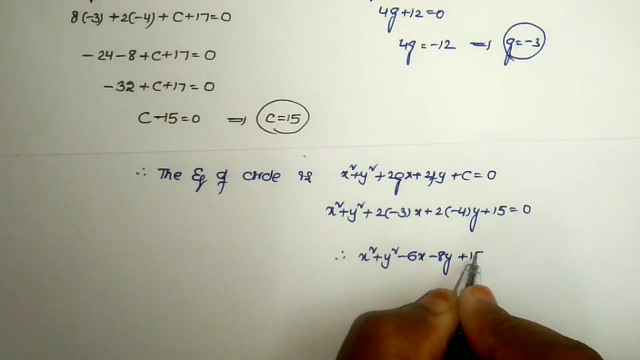 8(-3)+2(-4)+C+17=0
-24-8+C+17=0
-32+C+17=0
C-15=0 ⇒ C=15
4g+12=0
4g=-12 ⇒ g=-3
∴ The Eq of circle is x²+y²+2gx+2fy+C=0
x²+y²+2(-3)x+2(-4)y+15=0
∴ x²+y²-6x-8y+15